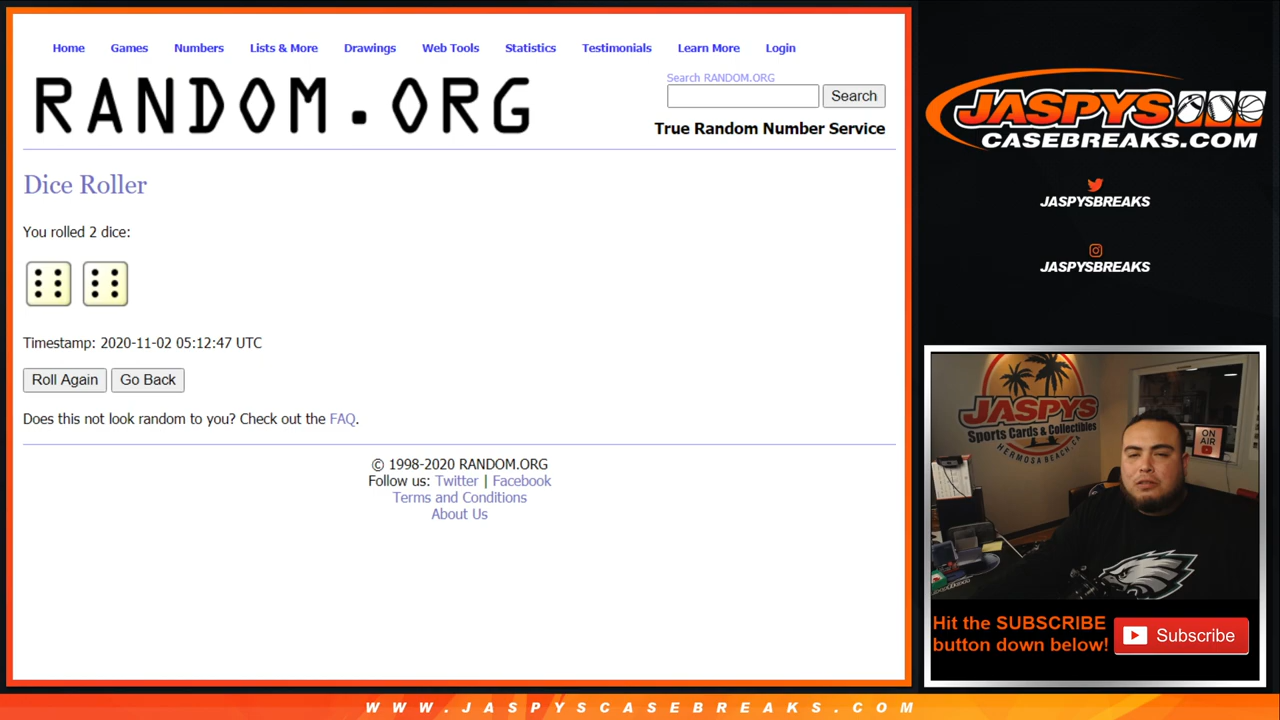 Home Games Numbers Lists & More Drawings Web Tools Statistics Testimonials Learn More Login
RANDOM.ORG
Search RANDOM.ORG
Search
True Random Number Service
Dice Roller
You rolled 2 dice:
Timestamp: 2020-11-02 05:12:47 UTC
Roll Again Go Back
Does this not look random to you? Check out the FAQ.
© 1998-2020 RANDOM.ORG
Follow us: Twitter | Facebook
Terms and Conditions
About Us
JASPYS
CASEBREAKS.COM
JASPYSBREAKS
JASPYSBREAKS
JASPYS
Sports Cards & Collectibles
HERMOSA BEACH, CA
ON
AIR
Hit the SUBSCRIBE
button down below!
Subscribe
WWW.JASPYSCASEBREAKS.COM